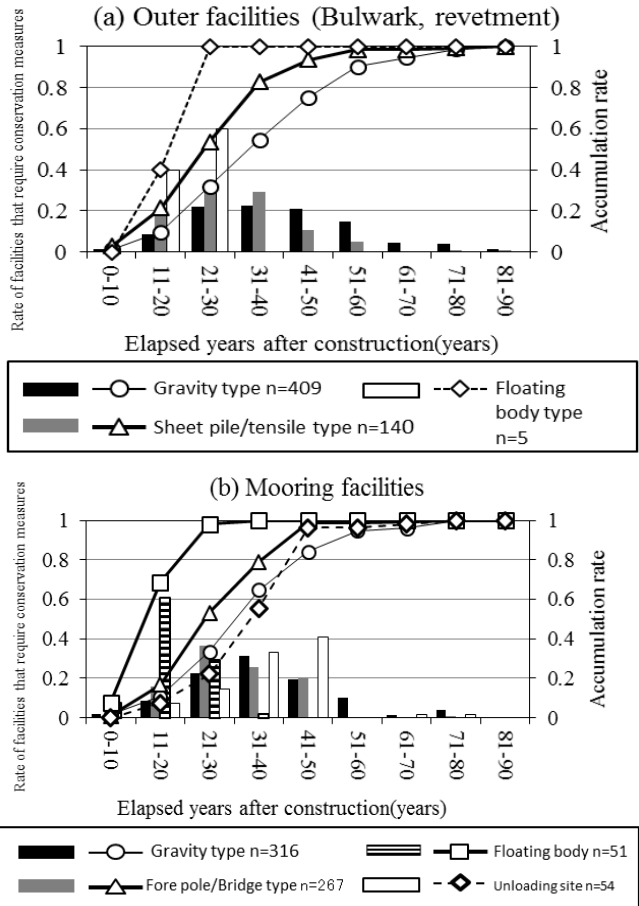 (a) Outer facilities (Bulwark, revetment)
Rate of facilities that require conservation measures
1
0.8
0.6
0.4
0.2
0
1
0.8
0.6
0.4
0.2
0
Accumulation rate
0-10
11-20
21-30
31-40
41-50
51-60
61-70
71-80
81-90
Elapsed years after construction(years)
Gravity type n=409
Sheet pile/tensile type n=140
Floating
body type
n=5
(b) Mooring facilities
Rate of facilities that require conservation measures
1
0.8
0.6
0.4
0.2
0
1
0.8
0.6
0.4
0.2
0
Accumulation rate
0-10
11-20
21-30
31-40
41-50
51-60
61-70
71-80
81-90
Elapsed years after construction(years)
Gravity type n=316
Floating body n=51
Fore pole/Bridge type n=267
Unloading site n=54